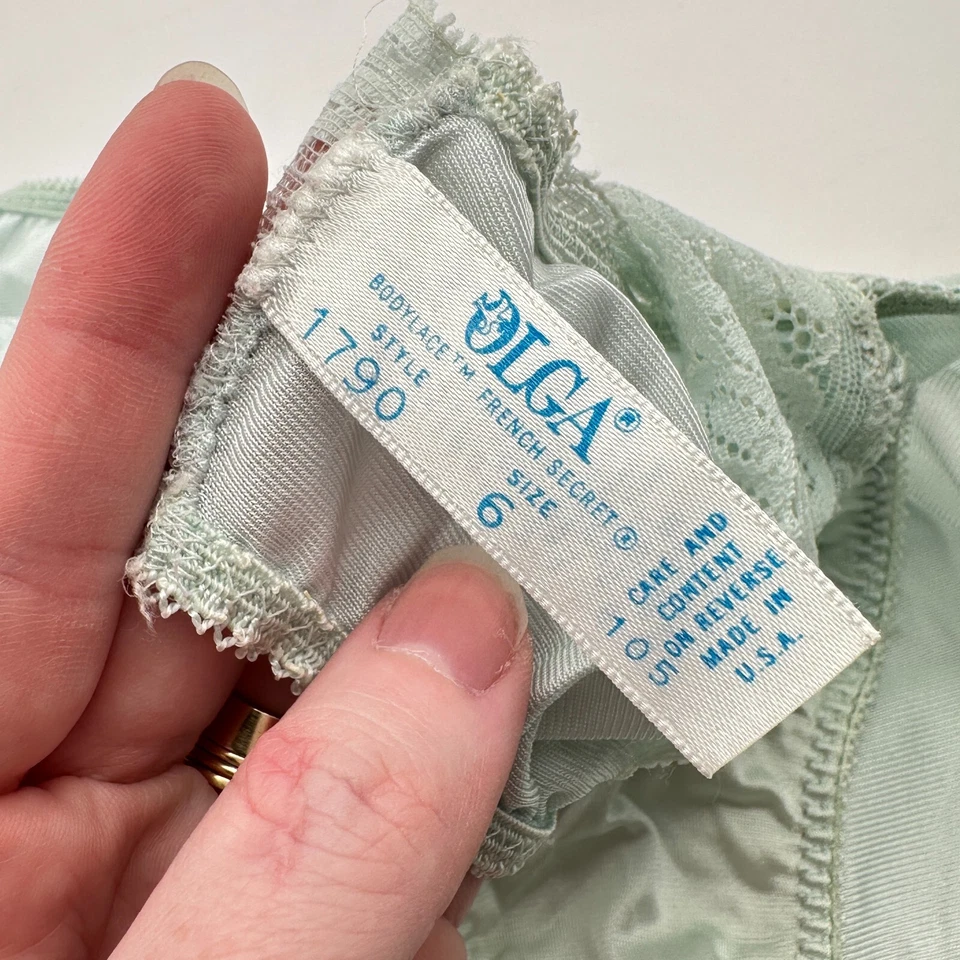 OLGA®
BODYLACE™ FRENCH SECRET®
STYLE
1790
SIZE
6
CARE AND
CONTENT
ON REVERSE
MADE IN
U.S.A.
105